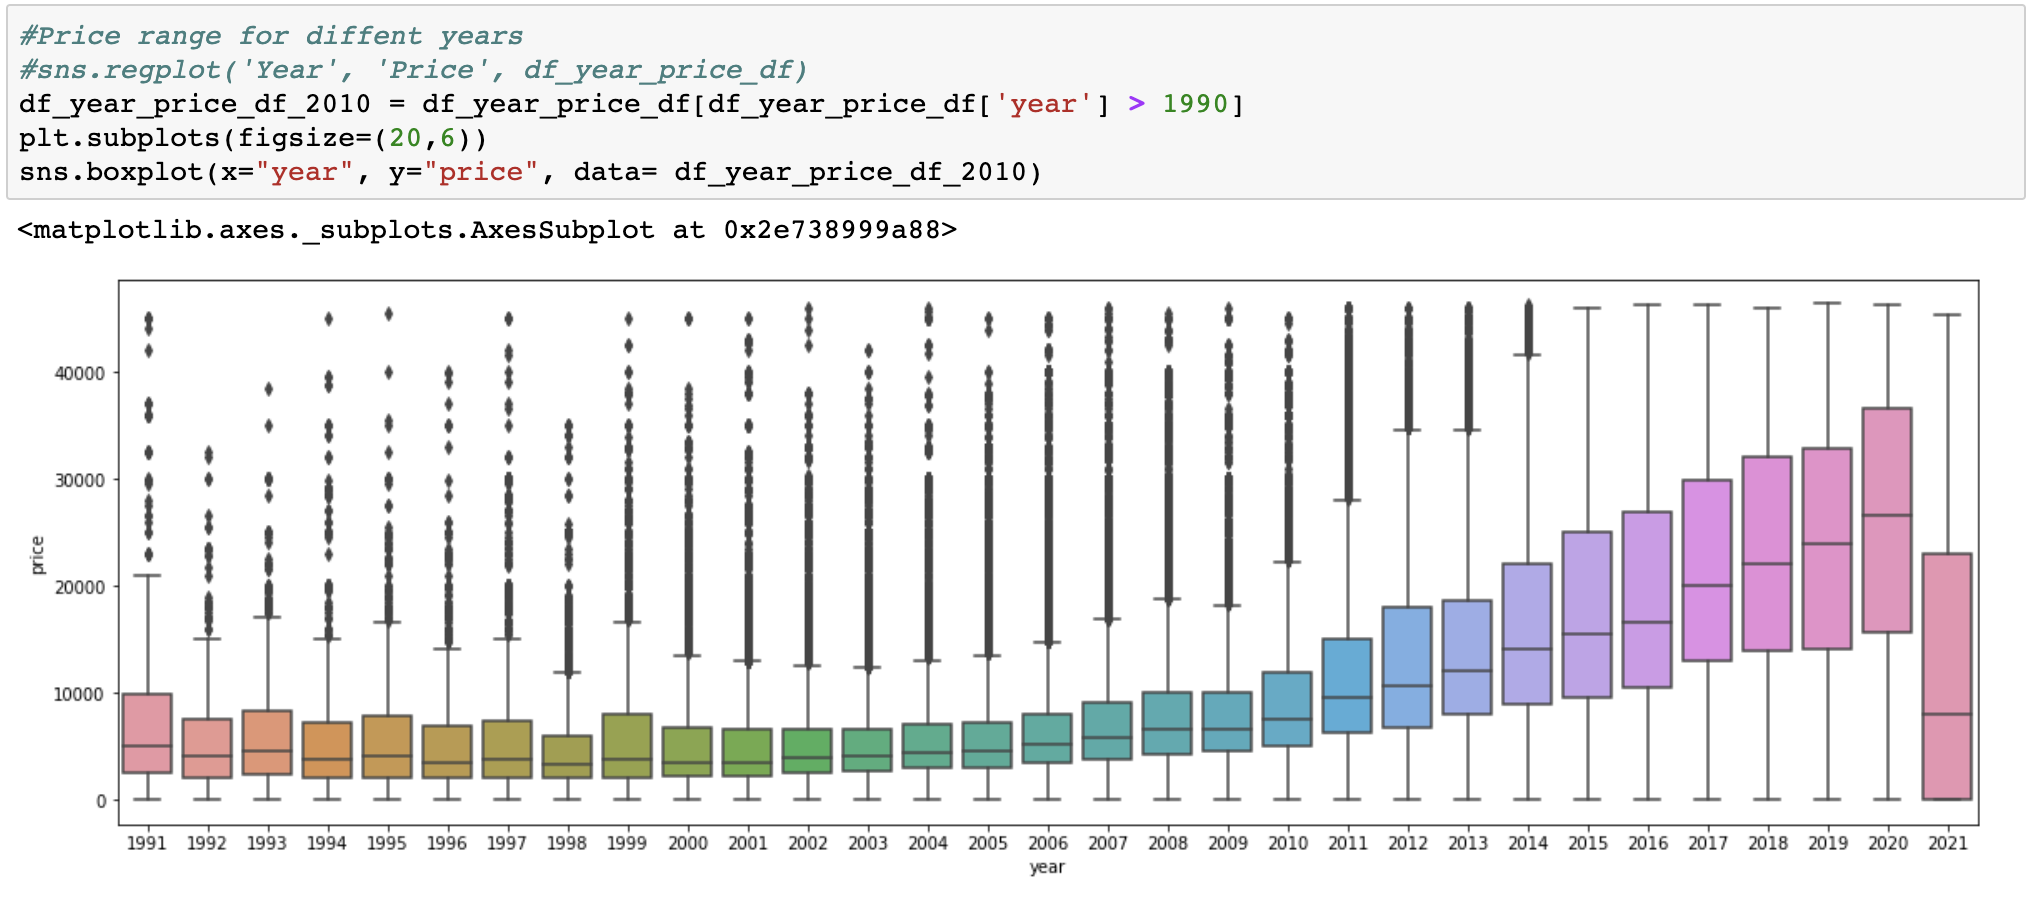 #Price range for diffent years
#sns.regplot('Year', 'Price', df_year_price_df)
df_year_price_df_2010 = df_year_price_df[df_year_price_df['year'] > 1990]
plt.subplots(figsize=(20,6))
sns.boxplot(x="year", y="price", data= df_year_price_df_2010)
<matplotlib.axes._subplots.AxesSubplot at 0x2e738999a88>
40000
30000
price
20000
10000
0
1991 1992 1993 1994 1995 1996 1997 1998 1999 2000 2001 2002 2003 2004 2005 2006 2007 2008 2009 2010 2011 2012 2013 2014 2015 2016 2017 2018 2019 2020 2021
year